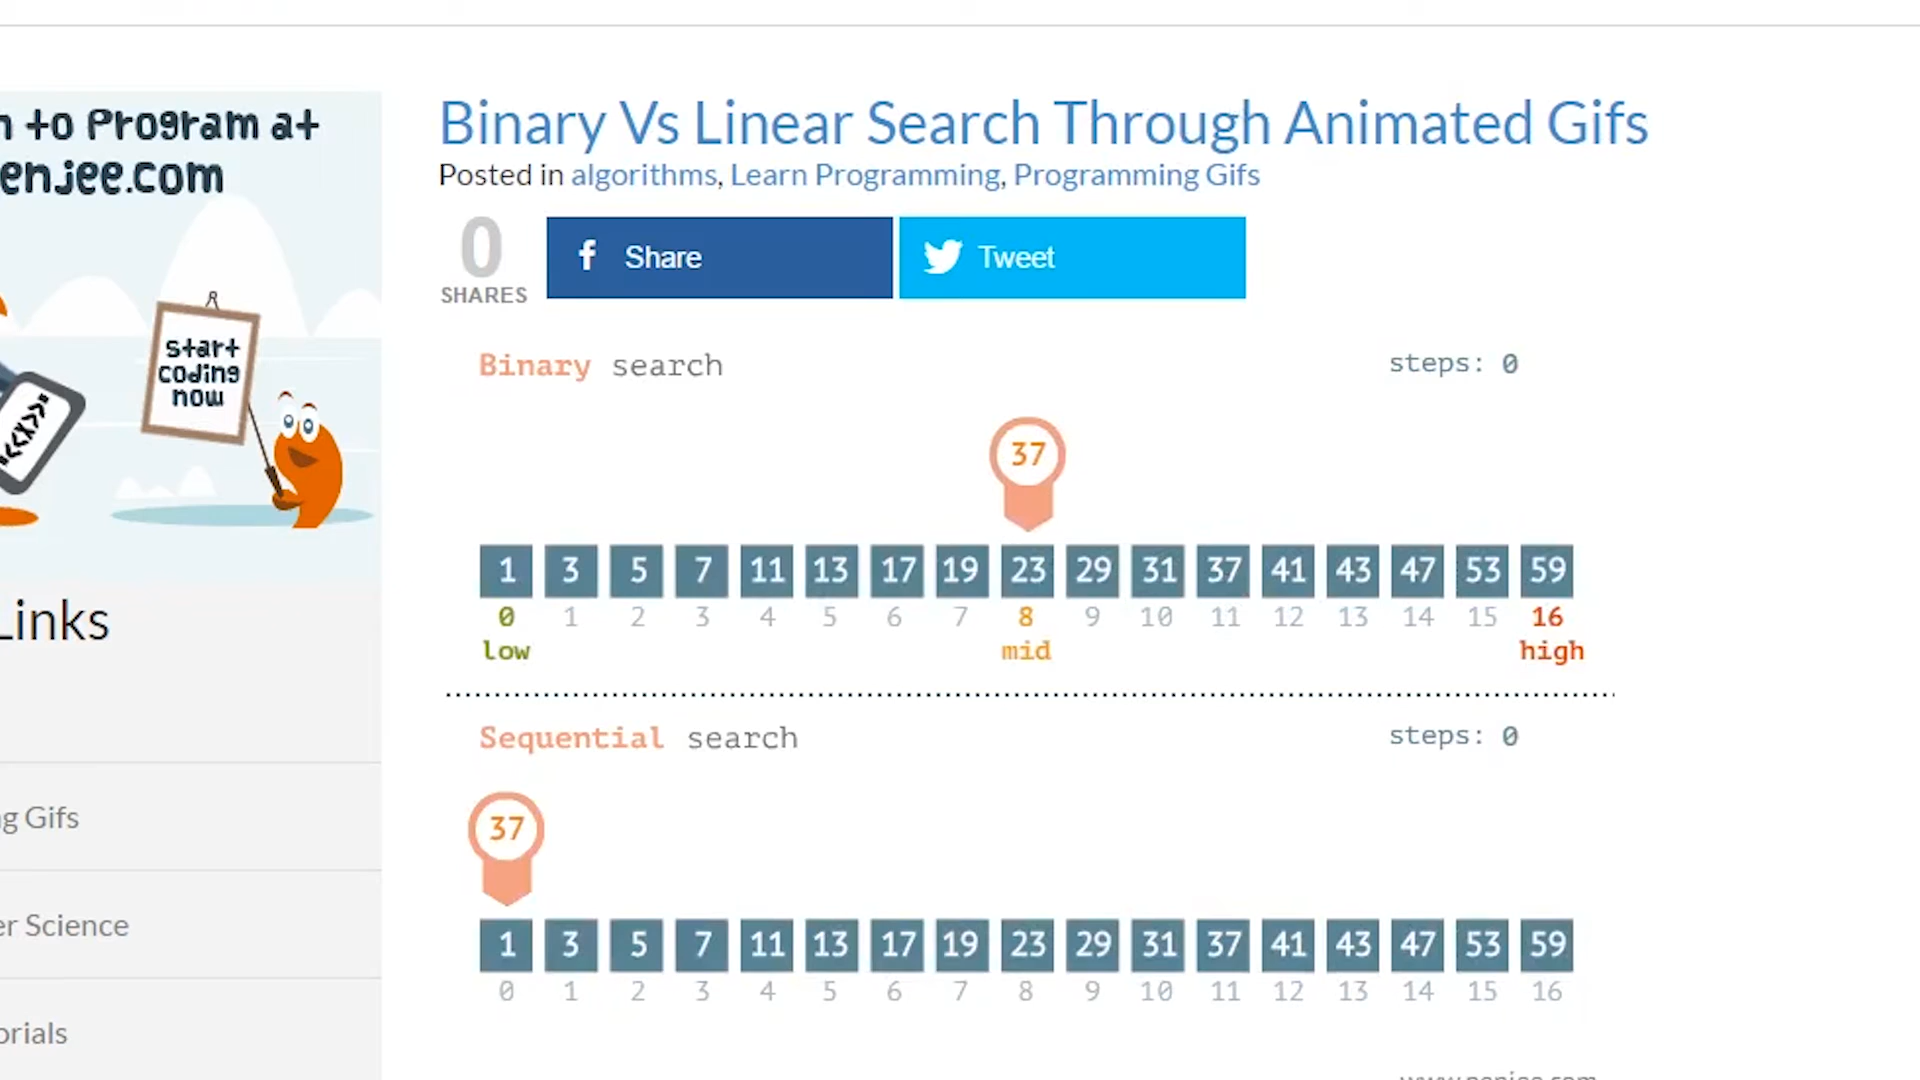 n to Program at
enjee.com
start
coding
now
Links
g Gifs
er Science
orials
Binary Vs Linear Search Through Animated Gifs
Posted in algorithms, Learn Programming, Programming Gifs
0
SHARES
f Share
Tweet
Binary search
steps: 0
37
1 3 5 7 11 13 17 19 23 29 31 37 41 43 47 53 59
0 1 2 3 4 5 6 7 8 9 10 11 12 13 14 15 16
low mid high
Sequential search
steps: 0
37
1 3 5 7 11 13 17 19 23 29 31 37 41 43 47 53 59
0 1 2 3 4 5 6 7 8 9 10 11 12 13 14 15 16